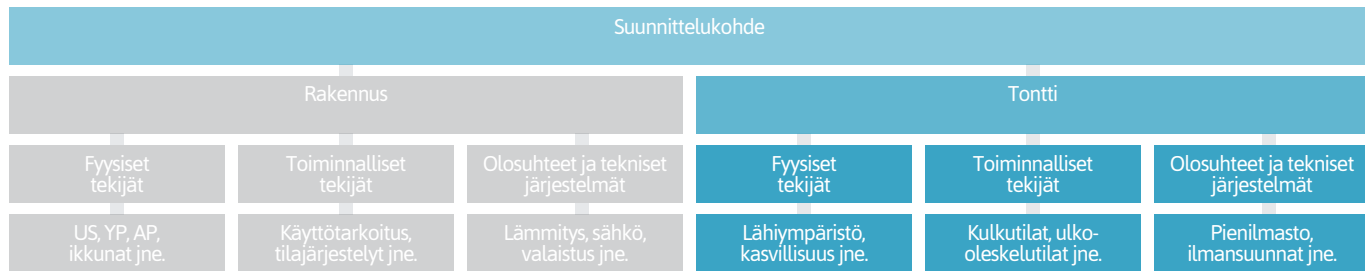 Suunnittelukohde
Rakennus
Tontti
Fyysiset
tekijät
Toiminnalliset
tekijät
Olosuhteet ja tekniset
järjestelmät
Fyysiset
tekijät
Toiminnalliset
tekijät
Olosuhteet ja tekniset
järjestelmät
US, YP, AP,
ikkunat jne.
Käyttötarkoitus,
tilajärjestelyt jne.
Lämmitys, sähkö,
valaistus jne.
Lähiympäristö,
kasvillisuus jne.
Kulkutilat, ulko-
oleskelutilat jne.
Pienilmasto,
ilmansuunnat jne.